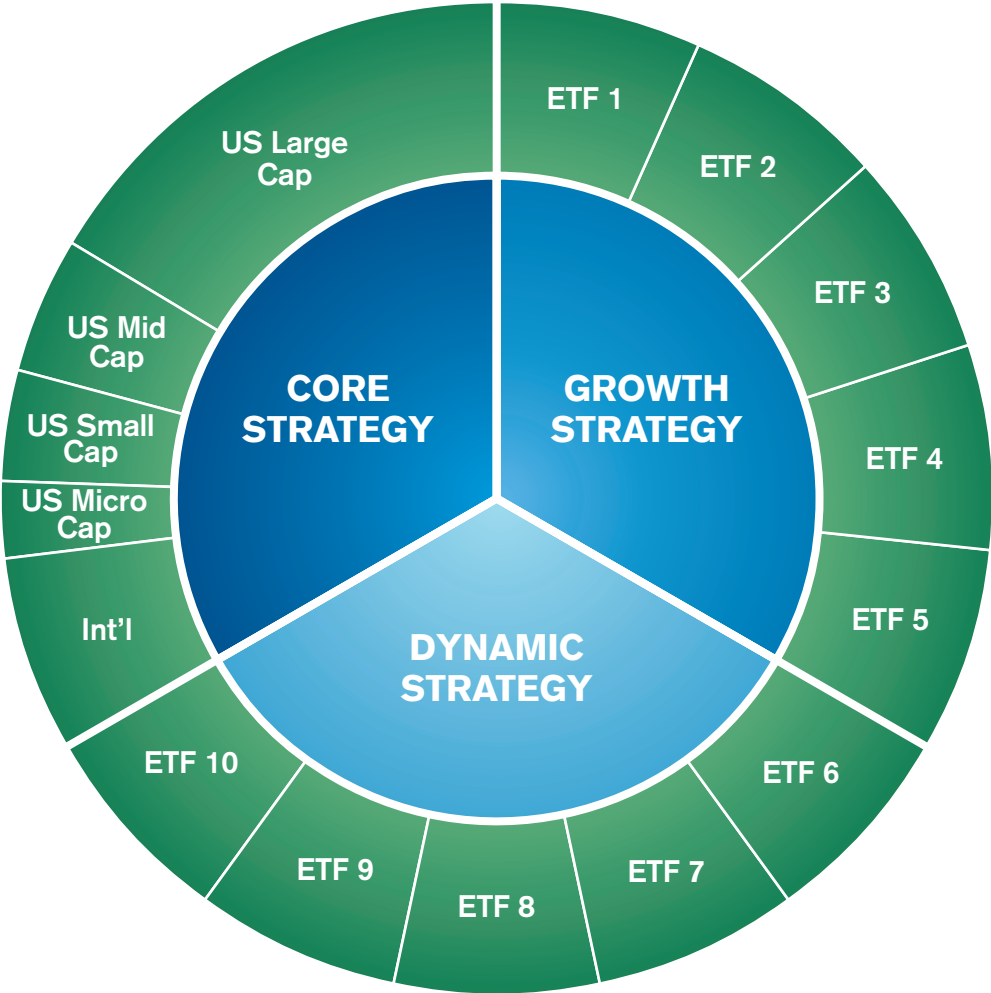 US Large
Cap
US Mid
Cap
US Small
Cap
US Micro
Cap
Int’l
ETF 1
ETF 2
ETF 3
ETF 4
ETF 5
ETF 6
ETF 7
ETF 8
ETF 9
ETF 10
CORE
STRATEGY
GROWTH
STRATEGY
DYNAMIC
STRATEGY